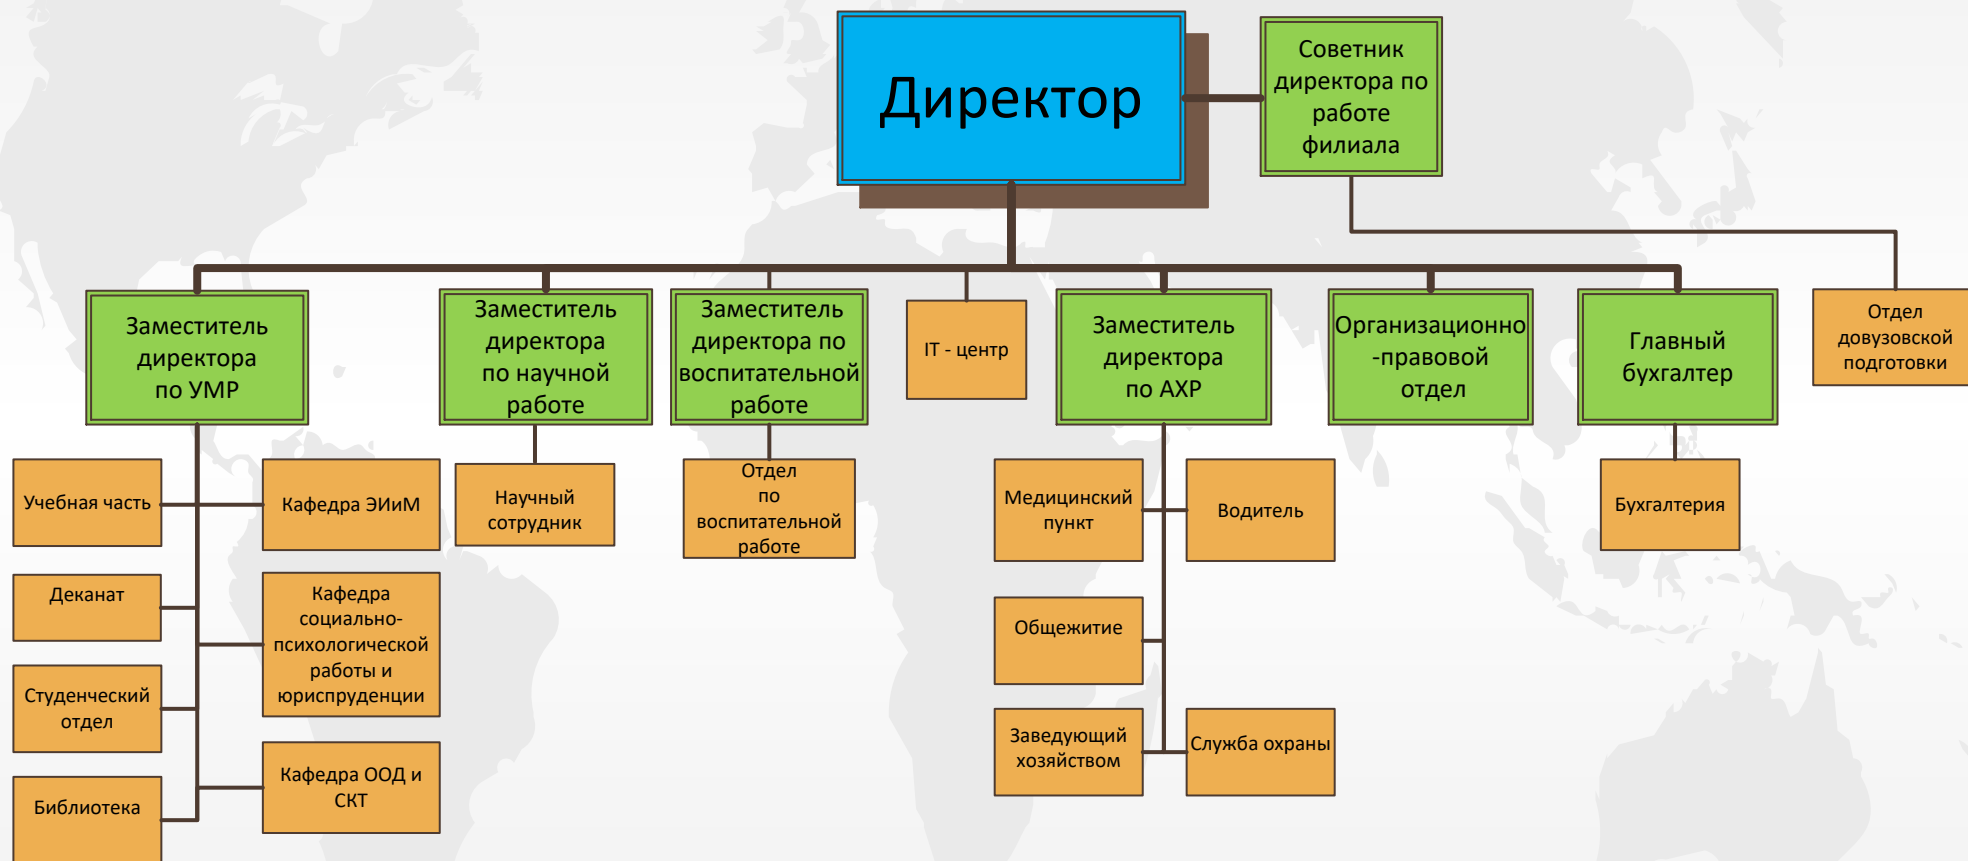 Директор
Советник
директора по
работе
филиала
Заместитель
директора
по УМР
Заместитель
директора
по научной
работе
Заместитель
директора по
воспитательной
работе
IT - центр
Заместитель
директора
по АХР
Организационно
-правовой
отдел
Главный
бухгалтер
Отдел
довузовской
подготовки
Учебная часть
Кафедра ЭИиМ
Деканат
Кафедра
социально-
психологической
работы и
юриспруденции
Студенческий
отдел
Кафедра ООД и
СКТ
Библиотека
Научный
сотрудник
Отдел
по
воспитательной
работе
Медицинский
пункт
Водитель
Общежитие
Заведующий
хозяйством
Служба охраны
Бухгалтерия